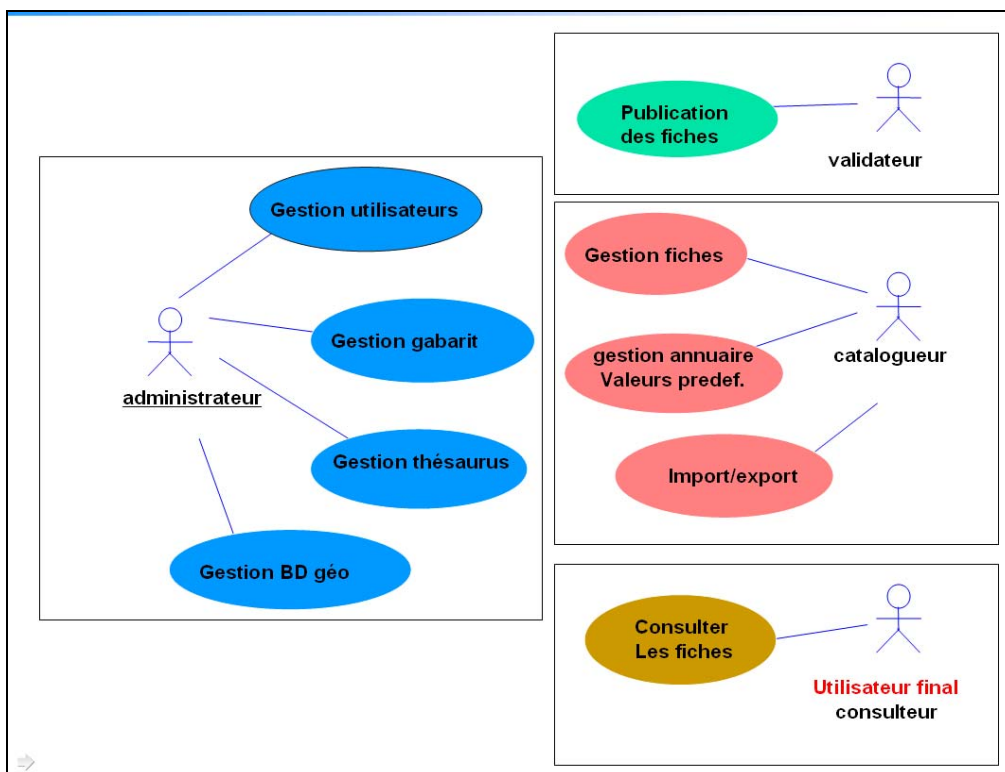 Gestion utilisateurs
Gestion gabarit
administrateur
Gestion thésaurus
Gestion BD géo
Publication
des fiches
validateur
Gestion fiches
gestion annuaire
Valeurs predef.
catalogueur
Import/export
Consulter
Les fiches
Utilisateur final
consulteur